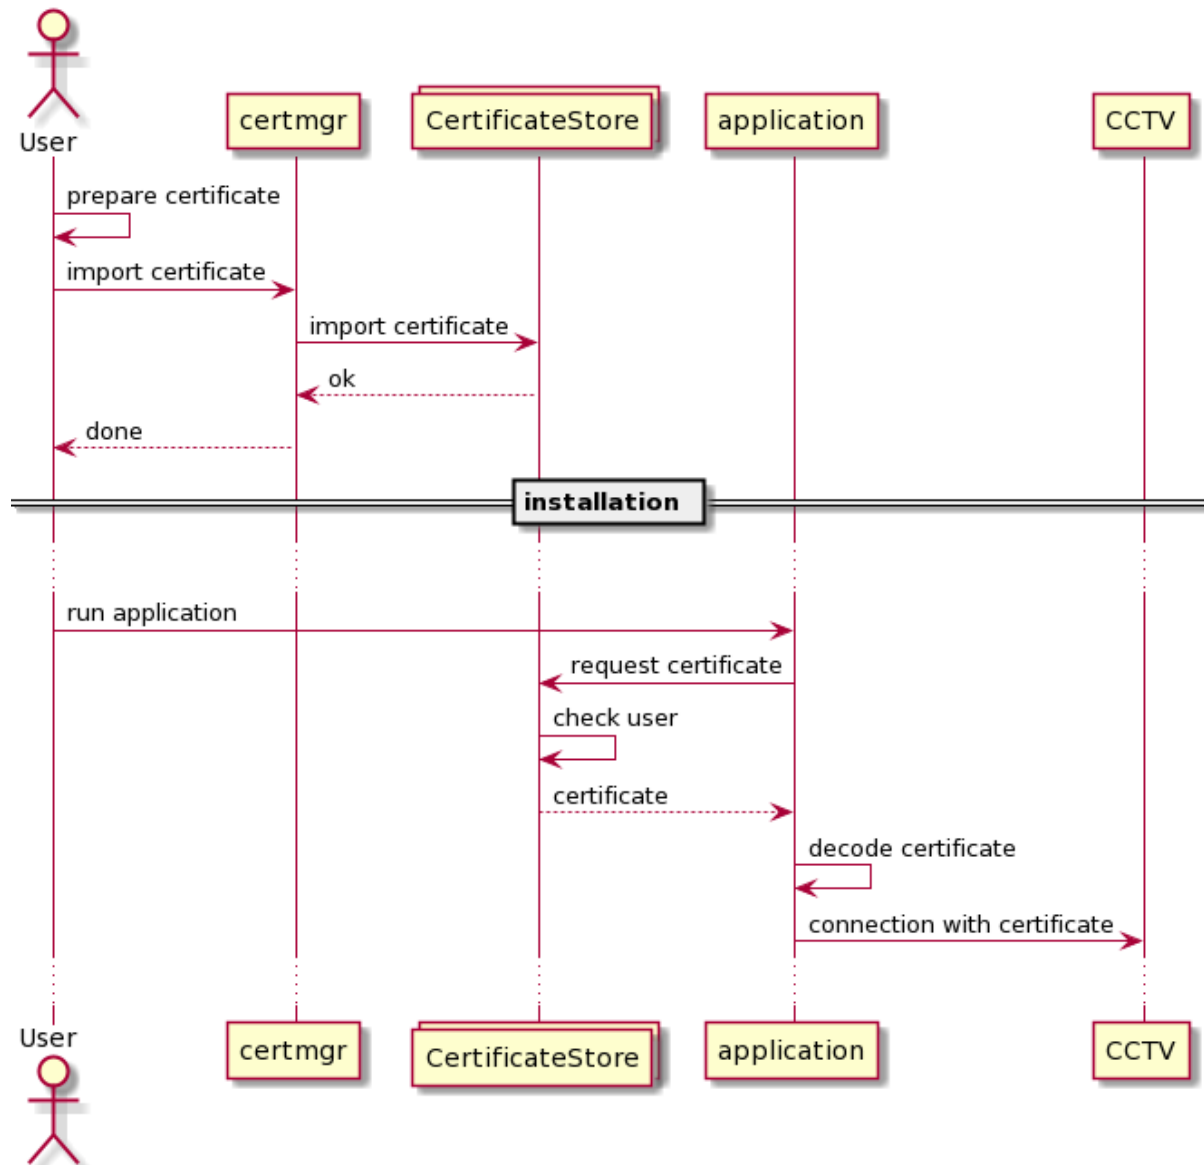 User
certmgr
CertificateStore
application
CCTV
prepare certificate
import certificate
import certificate
ok
done
installation
run application
request certificate
check user
certificate
decode certificate
connection with certificate
User
certmgr
CertificateStore
application
CCTV